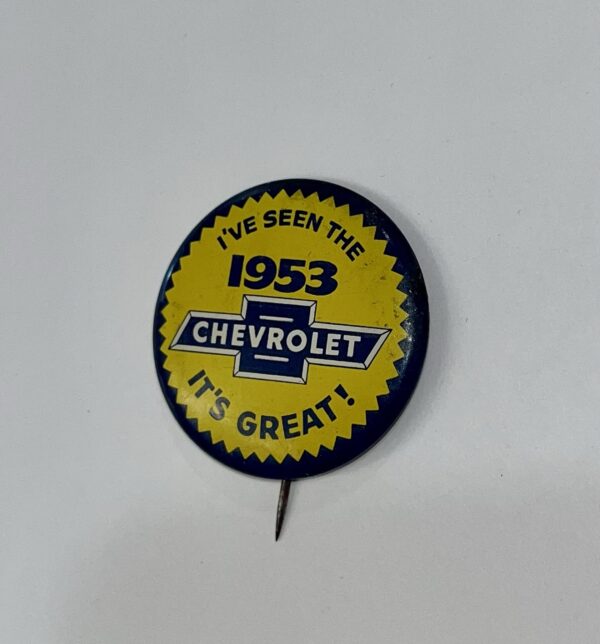 I'VE SEEN THE
1953
CHEVROLET
IT'S GREAT!